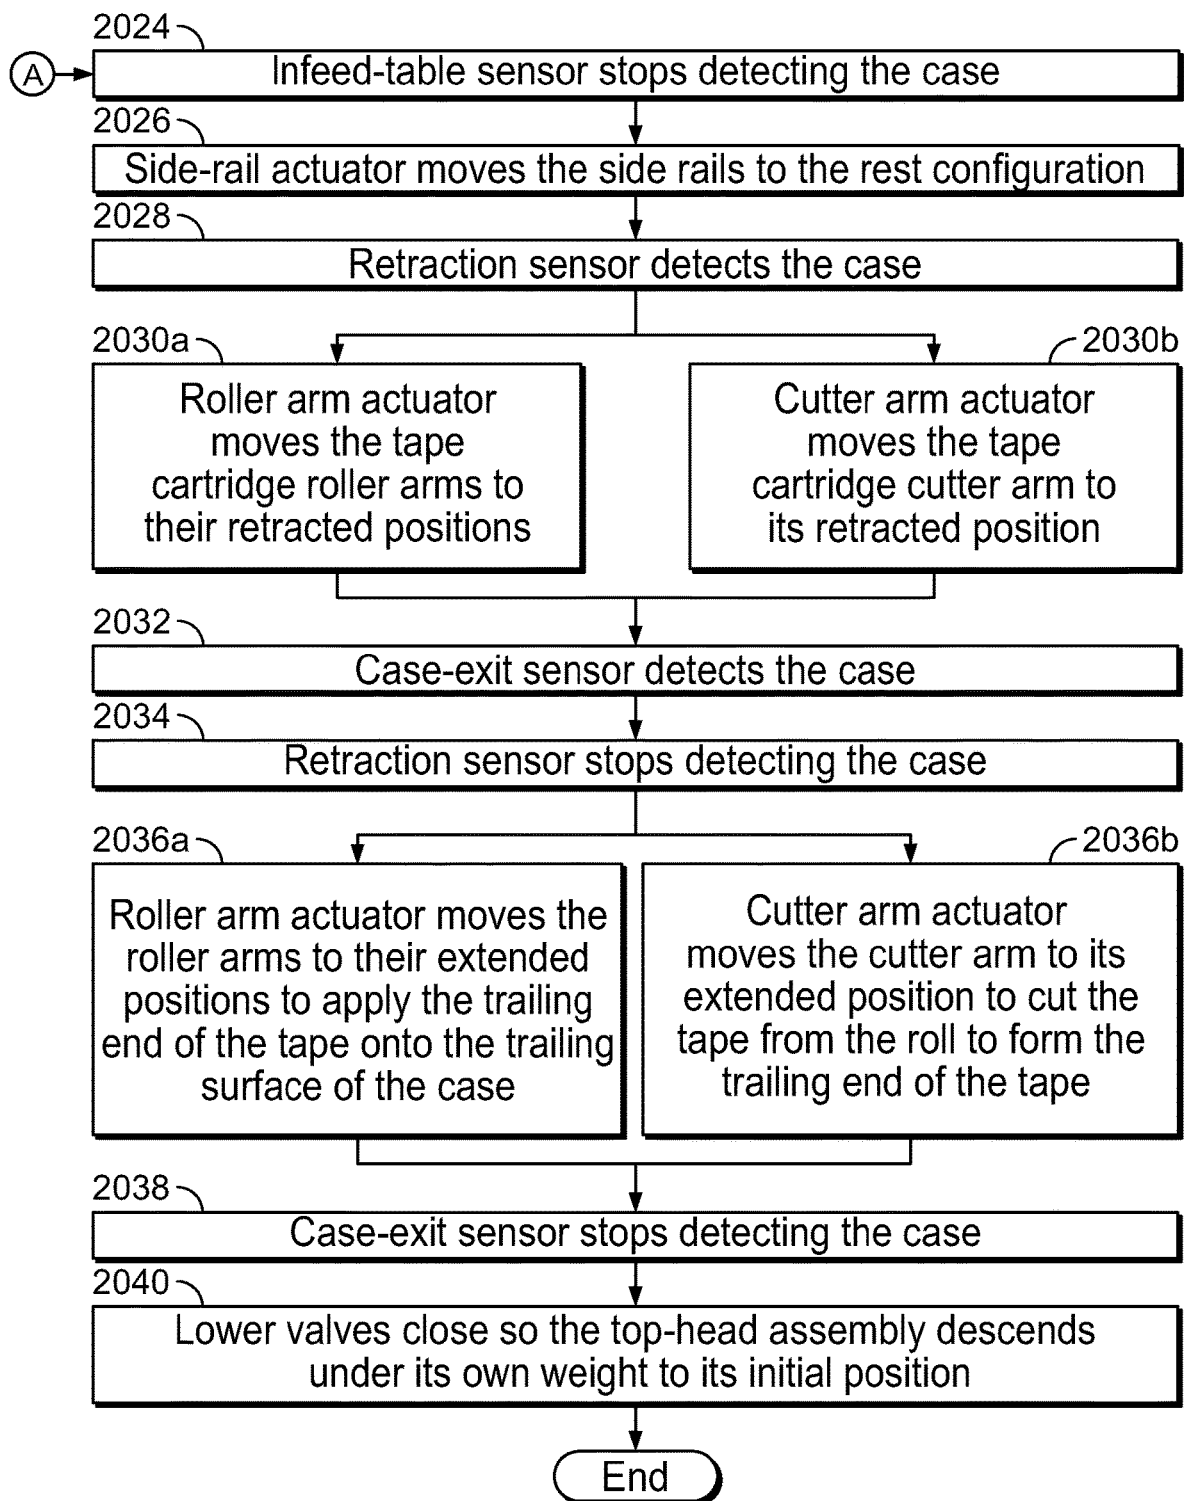 2024
A
Infeed-table sensor stops detecting the case
2026
Side-rail actuator moves the side rails to the rest configuration
2028
Retraction sensor detects the case
2030a
Roller arm actuator
moves the tape
cartridge roller arms to
their retracted positions
2030b
Cutter arm actuator
moves the tape
cartridge cutter arm to
its retracted position
2032
Case-exit sensor detects the case
2034
Retraction sensor stops detecting the case
2036a
Roller arm actuator moves the
roller arms to their extended
positions to apply the trailing
end of the tape onto the trailing
surface of the case
2036b
Cutter arm actuator
moves the cutter arm to its
extended position to cut the
tape from the roll to form the
trailing end of the tape
2038
Case-exit sensor stops detecting the case
2040
Lower valves close so the top-head assembly descends
under its own weight to its initial position
End